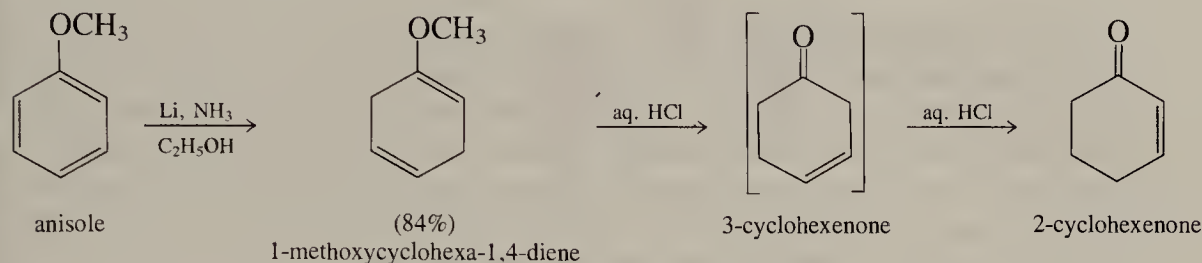 OCH₃
OCH₃
O
O
Li, NH₃
C₂H₅OH
aq. HCl
aq. HCl
anisole
(84%)
1-methoxycyclohexa-1,4-diene
3-cyclohexenone
2-cyclohexenone